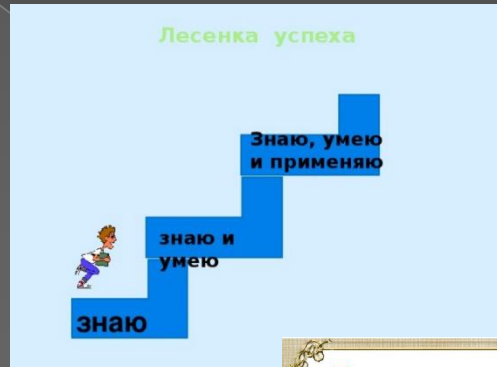 Лесенка успеха
Знаю, умею
и применяю
знаю и
умею
знаю